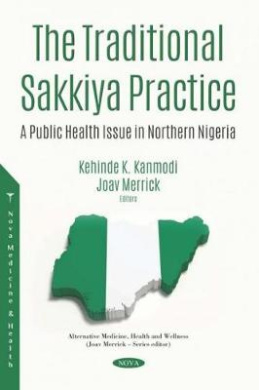 The Traditional
Sakkiya Practice
A Public Health Issue in Northern Nigeria
Kehinde K. Kanmodi
Joav Merrick
Editors
Nova Medicine & Health
Alternative Medicine, Health and Wellness
(Joav Merrick – Series editor)
NOVA